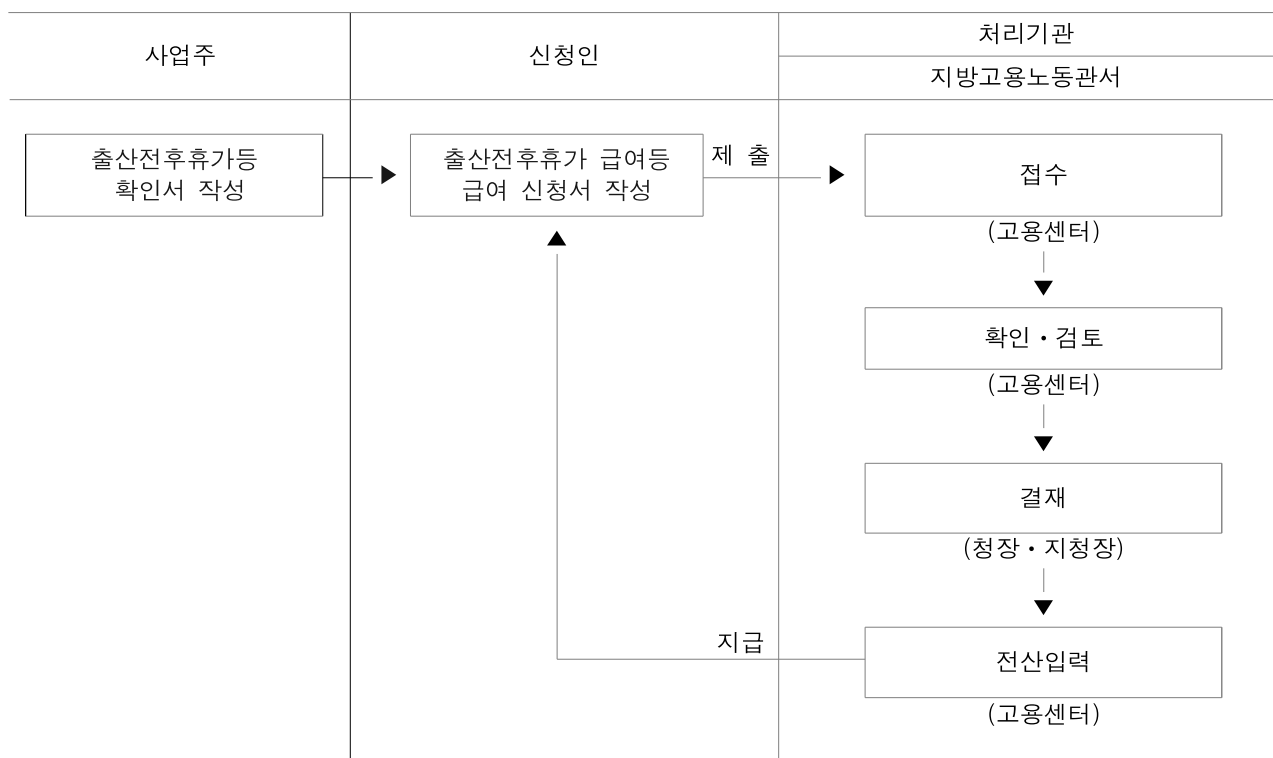 사업주
신청인
처리기관
지방고용노동관서
출산전후휴가등
확인서 작성
출산전후휴가 급여등
급여 신청서 작성
제 출
접수
(고용센터)
확인·검토
(고용센터)
결재
(청장·지청장)
지급
전산입력
(고용센터)